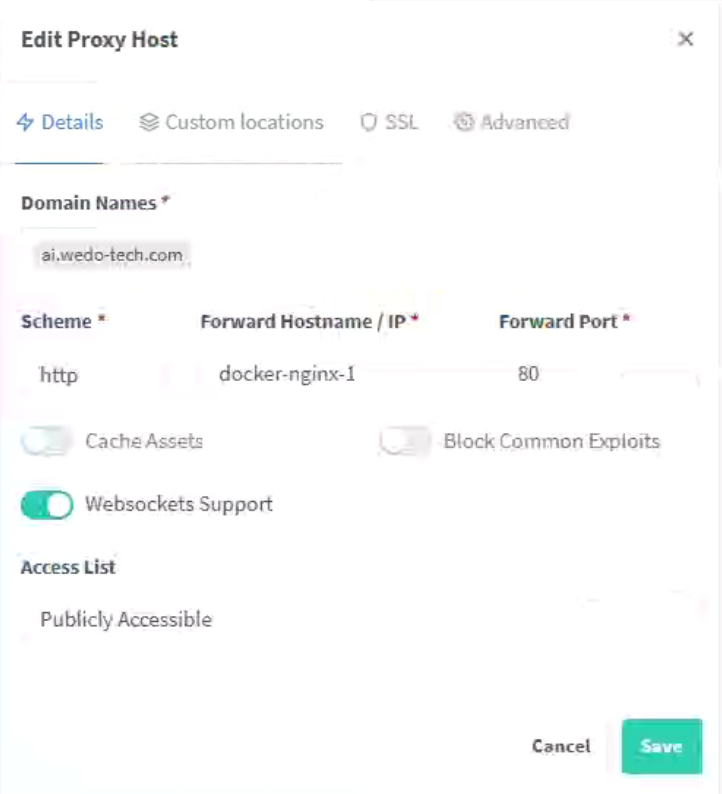 Edit Proxy Host
Details Custom locations SSL Advanced
Domain Names *
ai.wedo-tech.com
Scheme * Forward Hostname / IP * Forward Port *
http docker-nginx-1 80
Cache Assets Block Common Exploits
Websockets Support
Access List
Publicly Accessible
Cancel Save